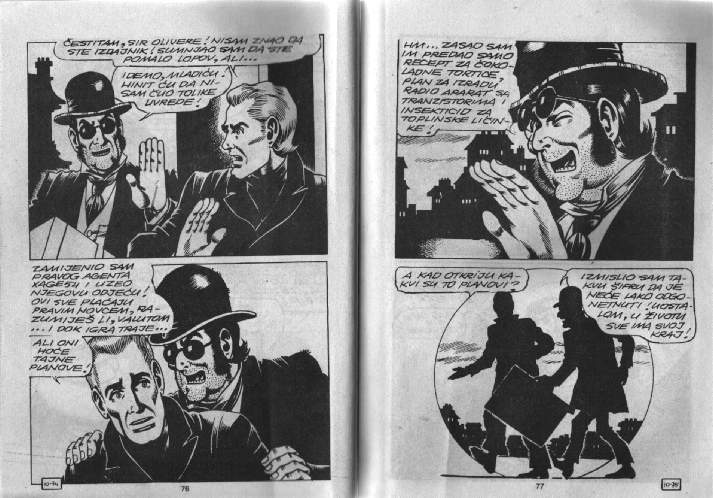 ČESTITAM, SIR OLIVERE! NISAM ZNAO DA
STE IZDAJNIK! SUMNJAO SAM DA STE
POMALO LOPOV, ALI...
IDEMO, MLADIĆU.
HINIT ĆU DA NI-
SAM ČUO TOLIKE
UVREDE!
ZAMIJENIO SAM
PRAVOG AGENTA
XAGESU I UZEO
NJEGOVU ODJEĆU!
OVI SVE PLAĆAJU
PRAVIM NOVCEM, RA-
ZUMIJEŠ LI, VALUTOM
... I DOK IGRA TRAJE...
ALI ONI
HOĆE
TAJNE
PLANOVE!
76
HM... ZASAD SAM
IM PREDAO SAMO
RECEPT ZA ČOKO-
LADNE TORTICE,
PLAN ZA IZRADU
RADIO APARAT SA
TRANZISTORIMA I
INSEKTICID ZA
TOPLINSKE LIČIN-
KE!
A KAD OTKRIJU KA-
KVI SU TO PLANOVI?
IZMISLIO SAM TA-
KVU ŠIFRU DA JE
NEĆE LAKO ODGO-
NETNUTI! UOSTA-
LOM, U ŽIVOTU
SVE IMA SVOJ
KRAJ!
77